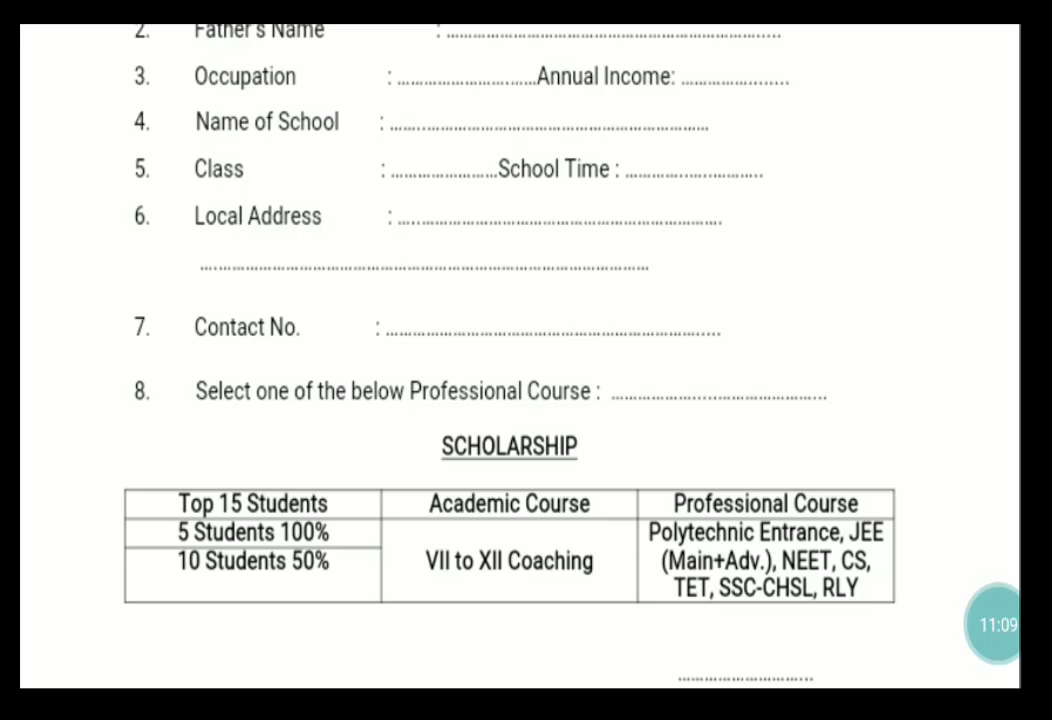 2. Father's Name : ..........................................................
3. Occupation : ..........................Annual Income: ....................
4. Name of School : ..........................................................
5. Class : ....................School Time : .........................
6. Local Address : ..........................................................
....................................................................................
7. Contact No. : ..........................................................
8. Select one of the below Professional Course : ........................................
SCHOLARSHIP
Top 15 Students Academic Course Professional Course
5 Students 100% Polytechnic Entrance, JEE
10 Students 50% VII to XII Coaching (Main+Adv.), NEET, CS,
TET, SSC-CHSL, RLY
11:09
.........................